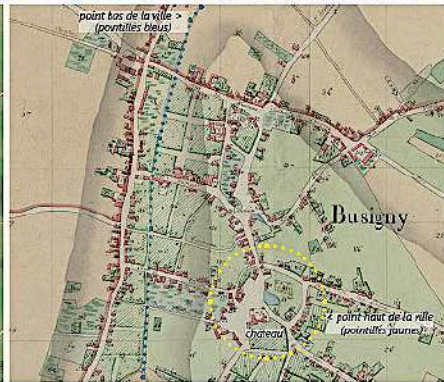 point bas de la ville >
(pointillés bleus)
Busigny
< point haut de la ville
(pointillés jaunes)
château